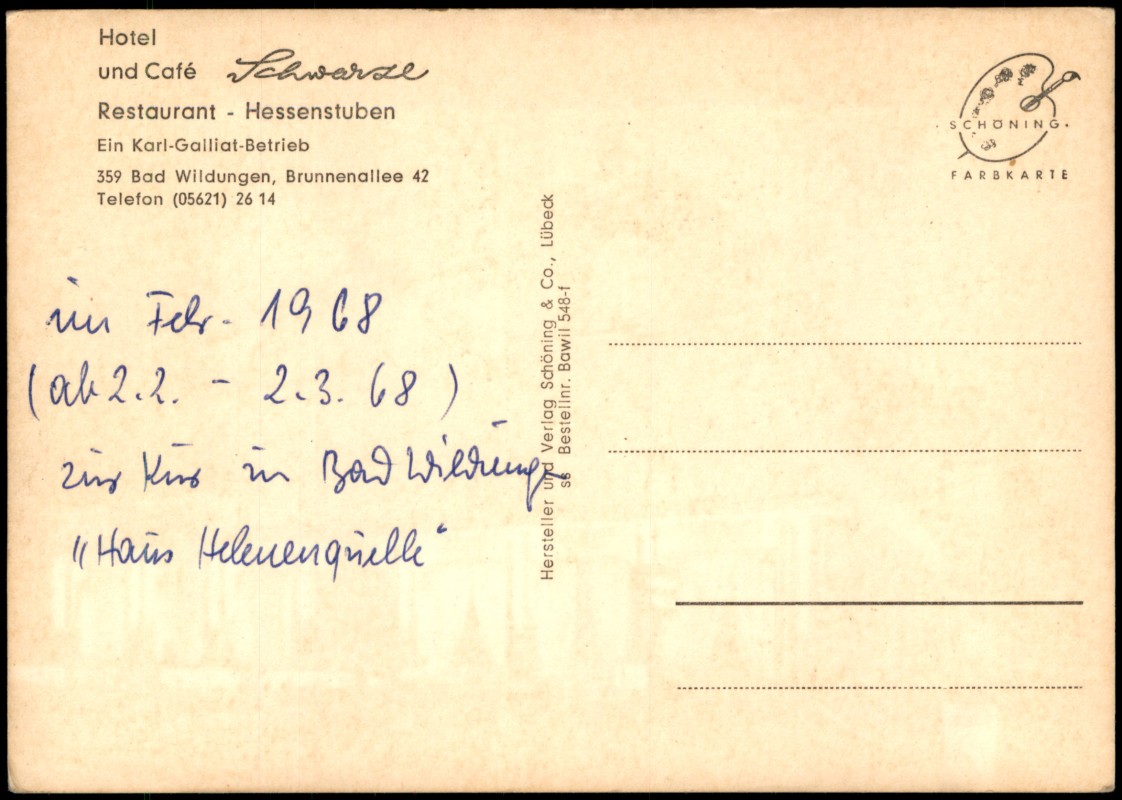 Hotel
und Café Schwarze
Restaurant - Hessenstuben
Ein Karl-Galliat-Betrieb
359 Bad Wildungen, Brunnenallee 42
Telefon (05621) 26 14
im Febr. 1968
(ab 2.2. - 2.3. 68)
zur Kur in Bad Wildungen
„Haus Helenenquelle“
Hersteller und Verlag Schöning & Co., Lübeck
ss Bestellnr. Bawil 548-f
· SCHÖNING ·
FARBKARTE